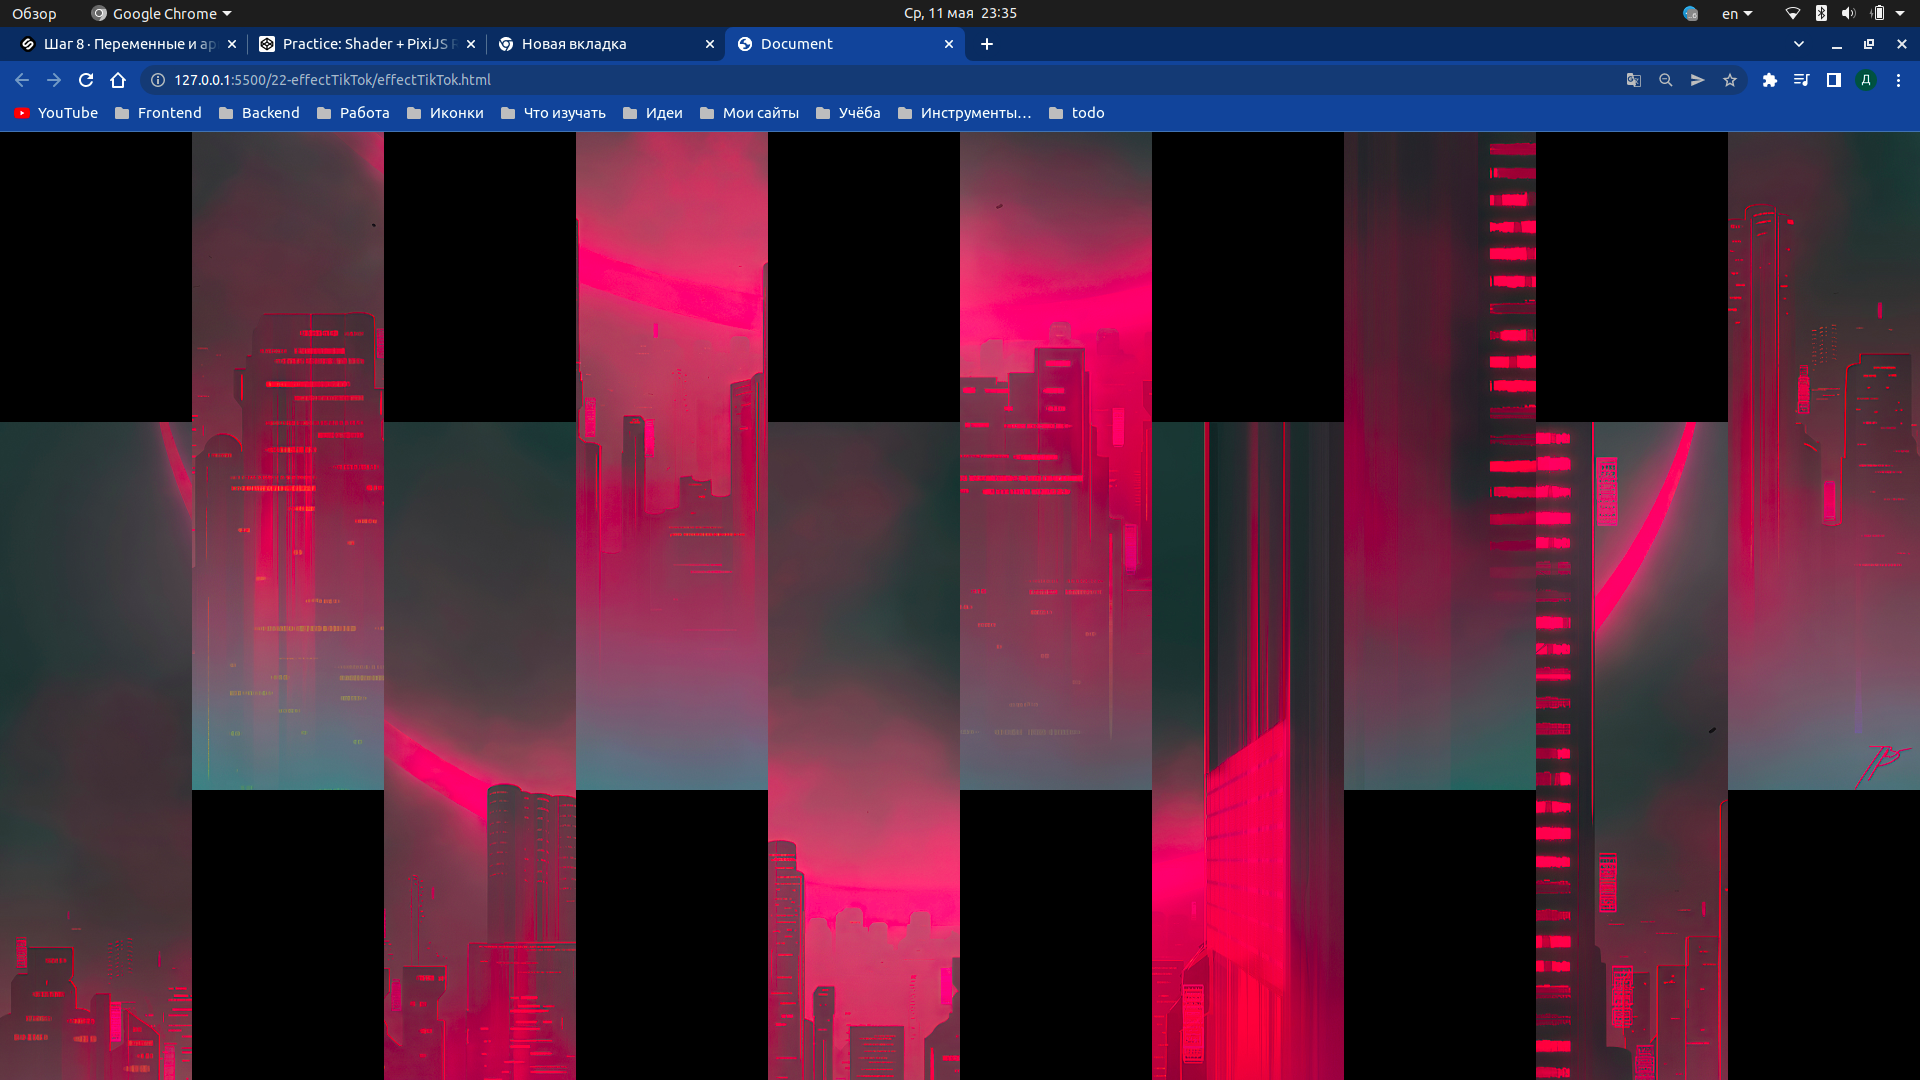 Обзор Google Chrome Ср, 11 мая 23:35 en
Шаг 8 · Переменные и ар Practice: Shader + PixiJS R Новая вкладка Document
127.0.0.1:5500/22-effectTikTok/effectTikTok.html Д
YouTube Frontend Backend Работа Иконки Что изучать Идеи Мои сайты Учёба Инструменты... todo